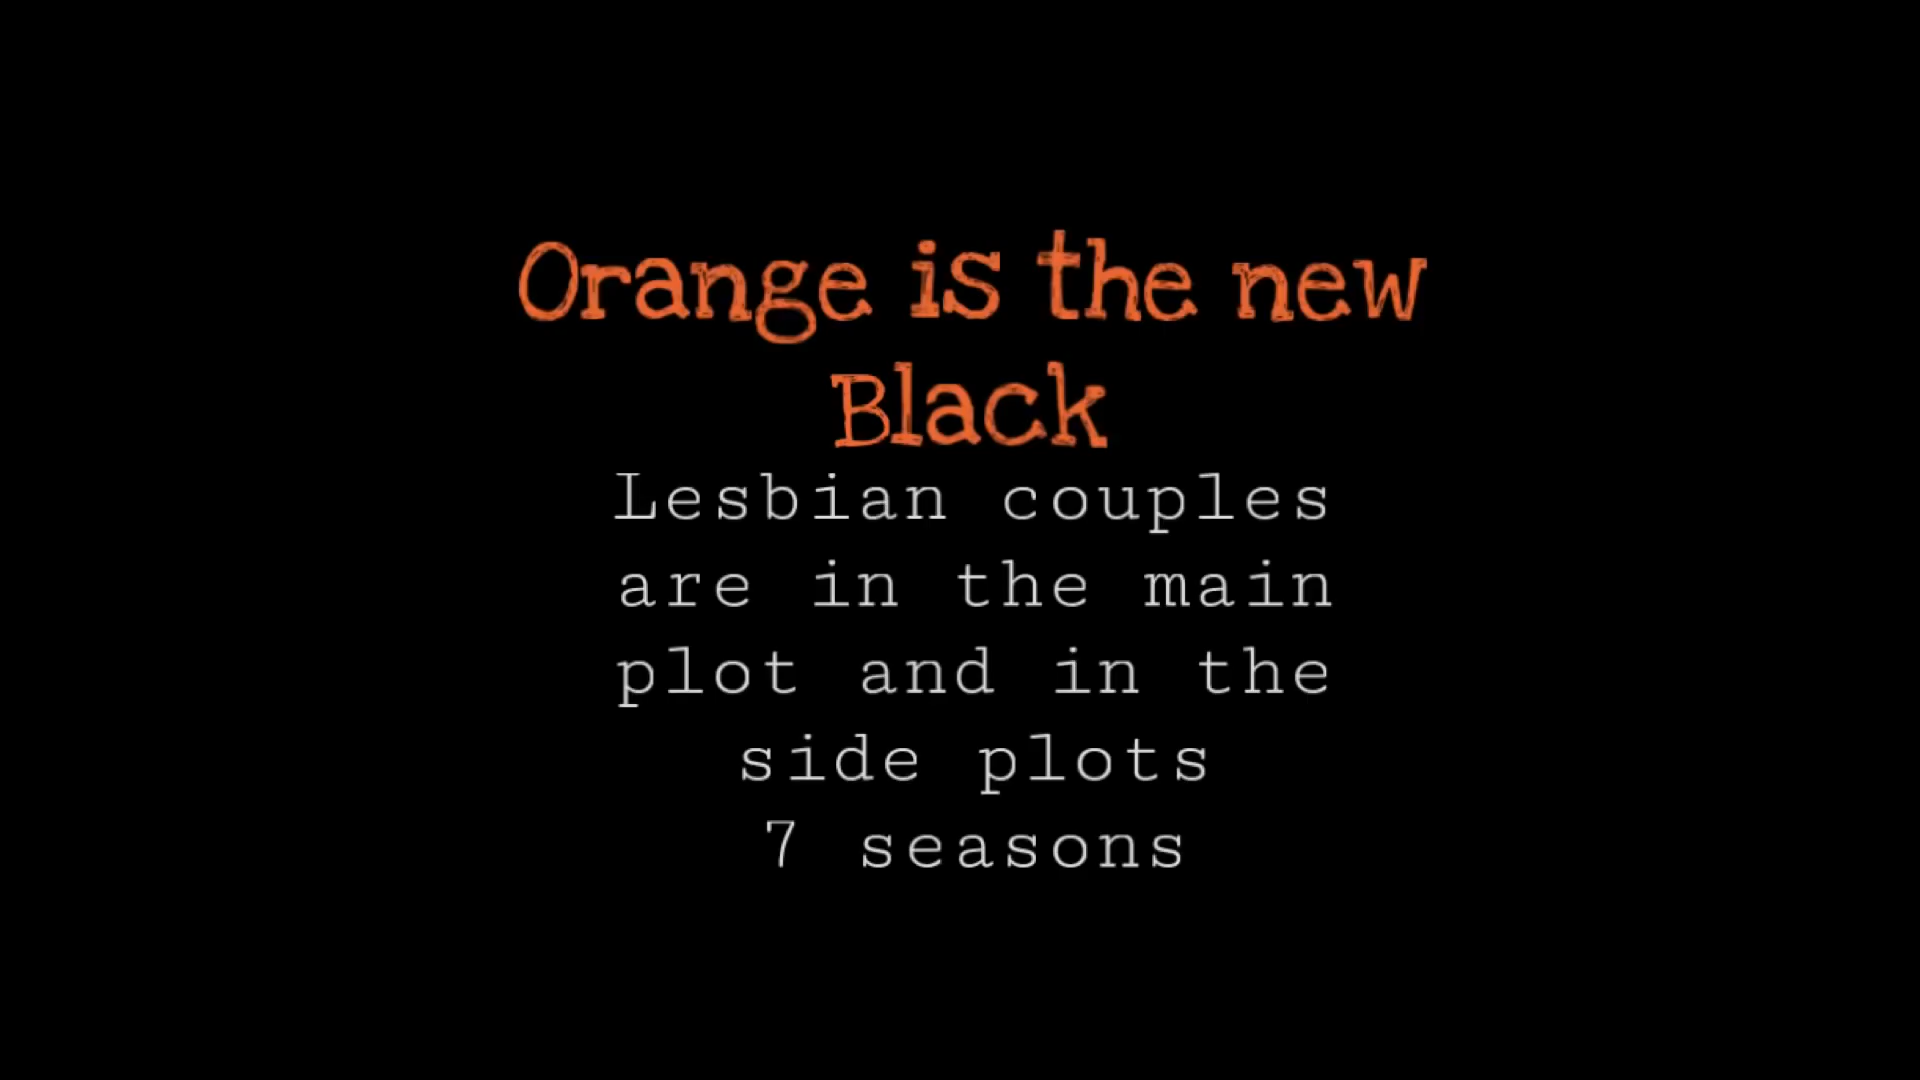 Orange is the new
Black
Lesbian couples
are in the main
plot and in the
side plots
7 seasons